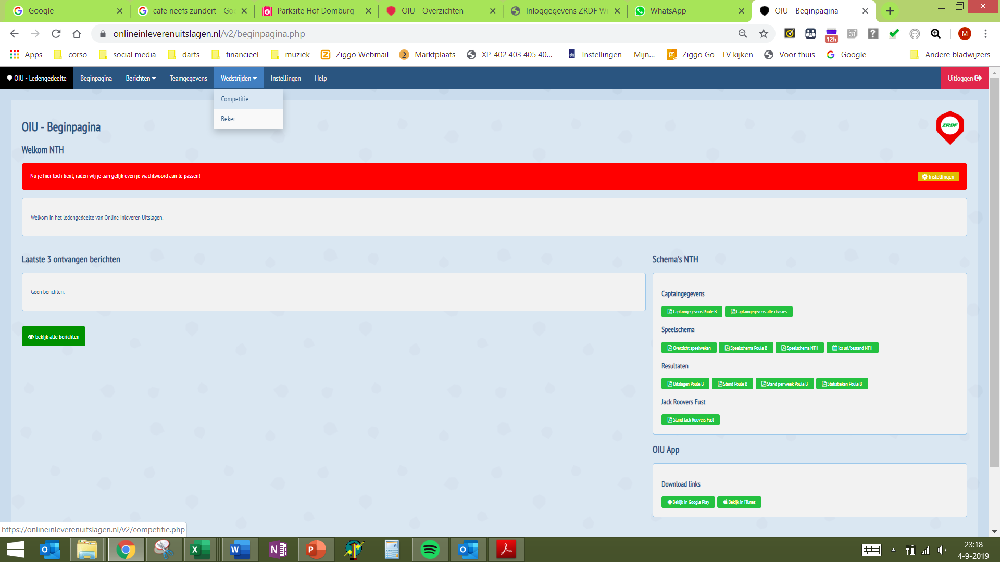 Google
cafe neefs zundert - Goo
Parksite Hof Domburg -
OIU - Overzichten
Inloggegevens ZRDF Wi
WhatsApp
OIU - Beginpagina
onlineinleverenuitslagen.nl/v2/beginpagina.php
12h
31
M
Apps corso social media darts financieel muziek Ziggo Webmail Marktplaats XP-402 403 405 40... Instellingen — Mijn... Ziggo Go - TV kijken Voor thuis Google Andere bladwijzers
OIU - Ledengedeelte Beginpagina Berichten Teamgegevens Wedstrijden Instellingen Help Uitloggen
Competitie
Beker
OIU - Beginpagina
ZRDF
Welkom NTH
Nu je hier toch bent, raden wij je aan gelijk even je wachtwoord aan te passen!
Instellingen
Welkom in het ledengedeelte van Online Inleveren Uitslagen.
Laatste 3 ontvangen berichten
Geen berichten.
bekijk alle berichten
Schema's NTH
Captaingegevens
Captaingegevens Poule B Captaingegevens alle divisies
Speelschema
Overzicht speelweken Speelschema Poule B Speelschema NTH ics url/bestand NTH
Resultaten
Uitslagen Poule B Stand Poule B Stand per week Poule B Statistieken Poule B
Jack Roovers Fust
Stand Jack Roovers Fust
OIU App
Download links
Bekijk in Google Play Bekijk in iTunes
https://onlineinleverenuitslagen.nl/v2/competitie.php
23:18
4-9-2019